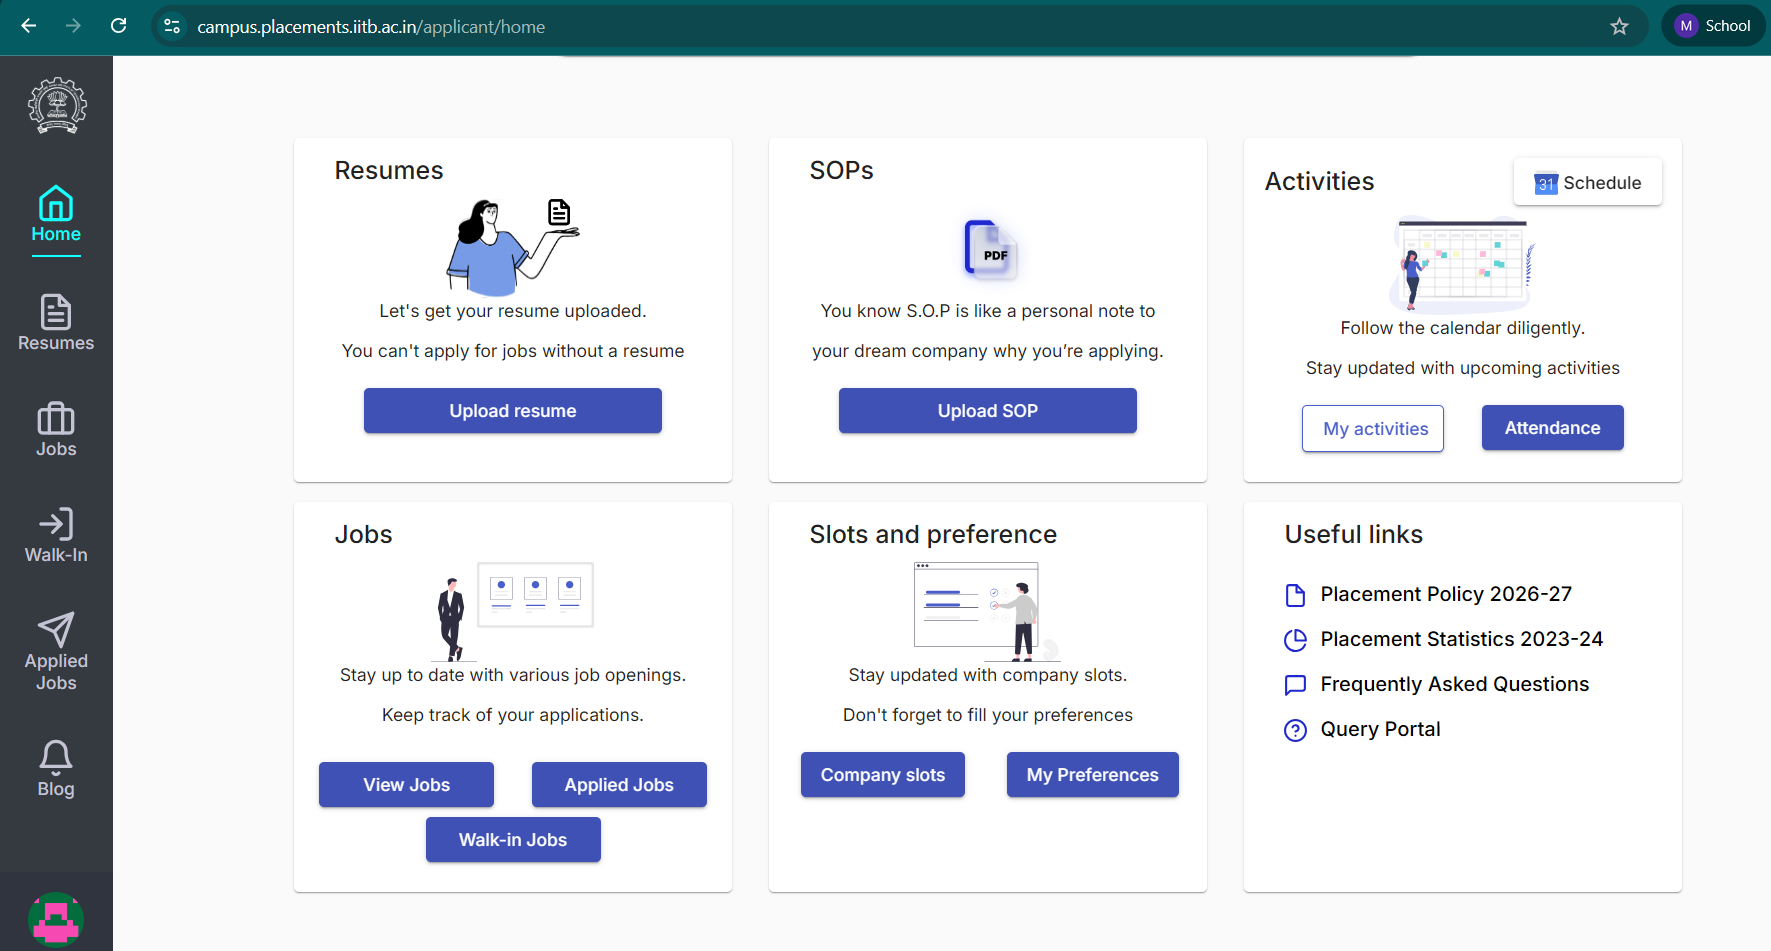 campus.placements.iitb.ac.in/applicant/home
M School
Home
Resumes
Jobs
Walk-In
Applied
Jobs
Blog
Resumes
Let's get your resume uploaded.
You can't apply for jobs without a resume
Upload resume
SOPs
PDF
You know S.O.P is like a personal note to
your dream company why you’re applying.
Upload SOP
Activities
31 Schedule
Follow the calendar diligently.
Stay updated with upcoming activities
My activities
Attendance
Jobs
Stay up to date with various job openings.
Keep track of your applications.
View Jobs
Applied Jobs
Walk-in Jobs
Slots and preference
Stay updated with company slots.
Don't forget to fill your preferences
Company slots
My Preferences
Useful links
Placement Policy 2026-27
Placement Statistics 2023-24
Frequently Asked Questions
Query Portal